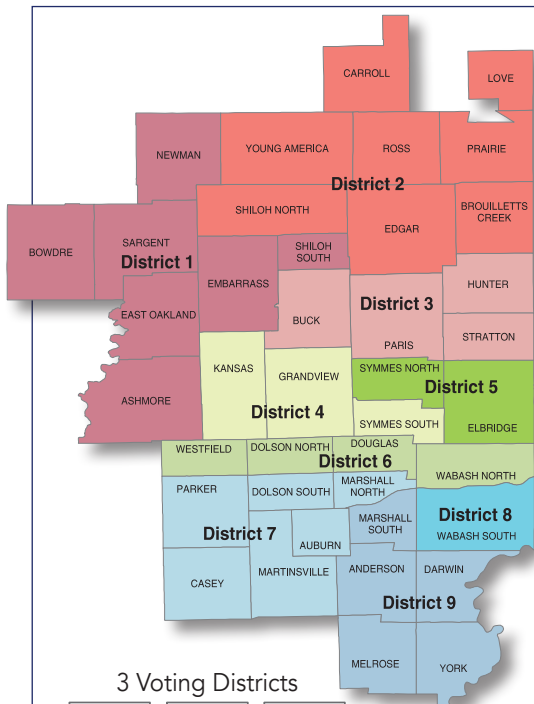 CARROLL
LOVE
NEWMAN
YOUNG AMERICA
ROSS
PRAIRIE
District 2
SHILOH NORTH
BROUILLETTS
CREEK
EDGAR
BOWDRE
SARGENT
District 1
SHILOH
SOUTH
EMBARRASS
HUNTER
District 3
EAST OAKLAND
BUCK
PARIS
STRATTON
KANSAS
GRANDVIEW
SYMMES NORTH
District 5
ASHMORE
District 4
SYMMES SOUTH
ELBRIDGE
WESTFIELD
DOLSON NORTH
DOUGLAS
District 6
WABASH NORTH
PARKER
DOLSON SOUTH
MARSHALL
NORTH
District 7
MARSHALL
SOUTH
District 8
WABASH SOUTH
AUBURN
CASEY
MARTINSVILLE
ANDERSON
DARWIN
District 9
MELROSE
YORK
3 Voting Districts